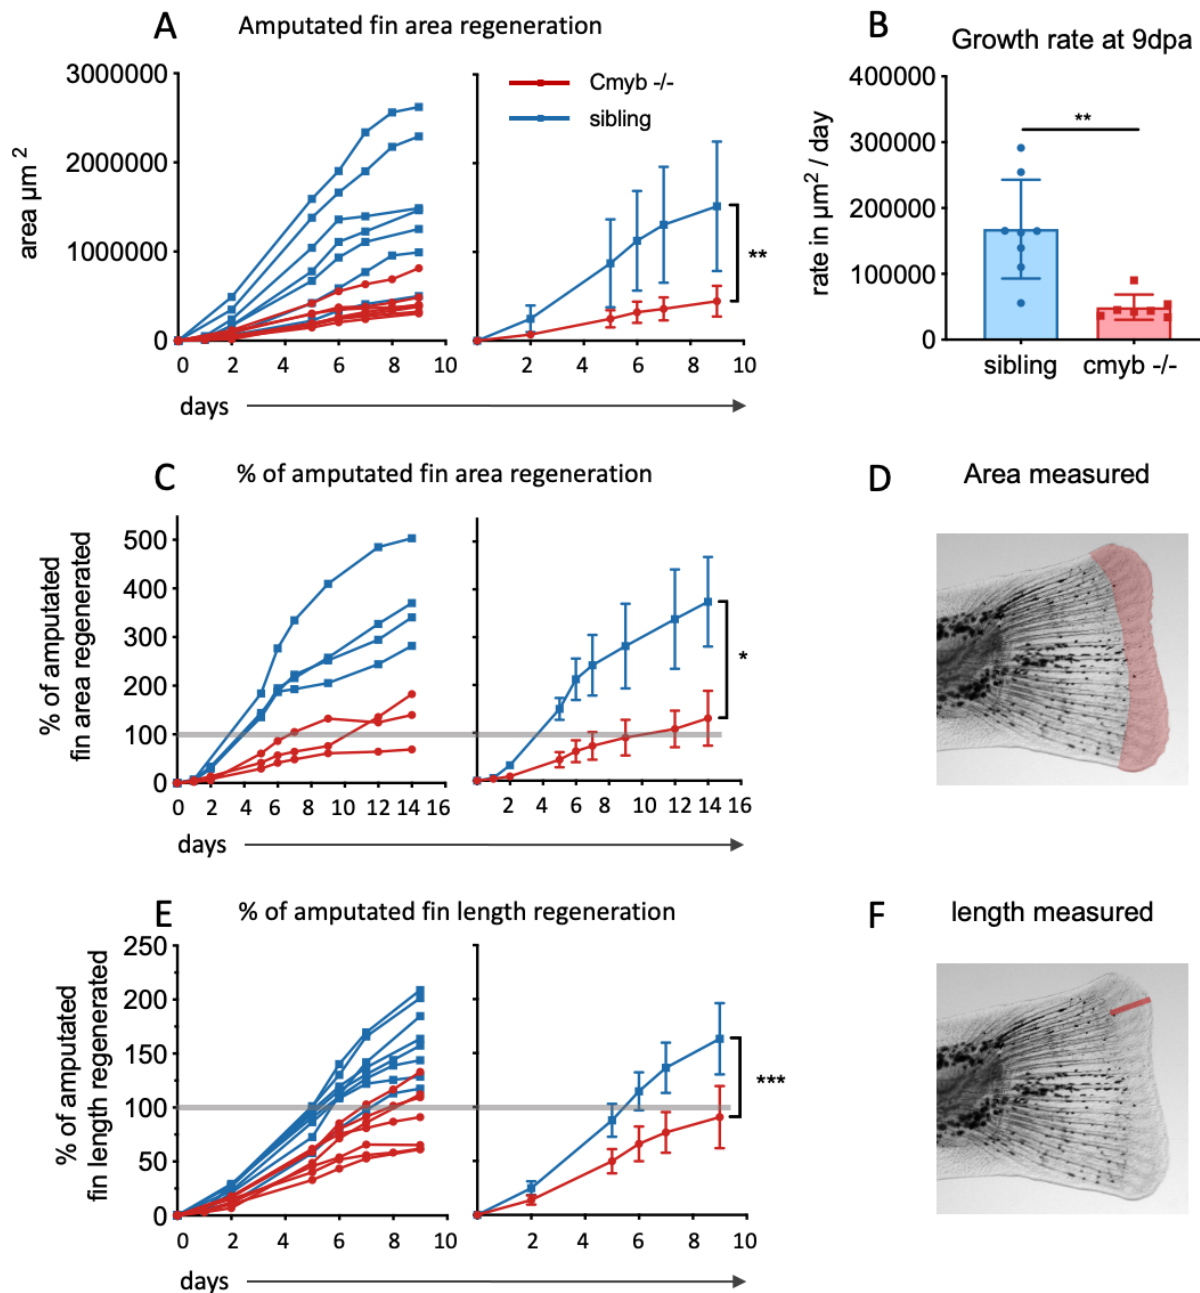 A
Amputated fin area regeneration
area µm 2
3000000
2000000
1000000
0
0 2 4 6 8 10
Cmyb -/-
sibling
**
0 2 4 6 8 10
days
B
Growth rate at 9dpa
rate in µm2 / day
400000
300000
200000
100000
0
**
sibling cmyb -/-
C
% of amputated fin area regeneration
% of amputated
fin area regenerated
500
400
300
200
100
0
0 2 4 6 8 10 12 14 16
*
2 4 6 8 10 12 14 16
days
D
Area measured
E
% of amputated fin length regeneration
% of amputated
fin length regenerated
250
200
150
100
50
0
0 2 4 6 8 10
***
2 4 6 8 10
days
F
length measured